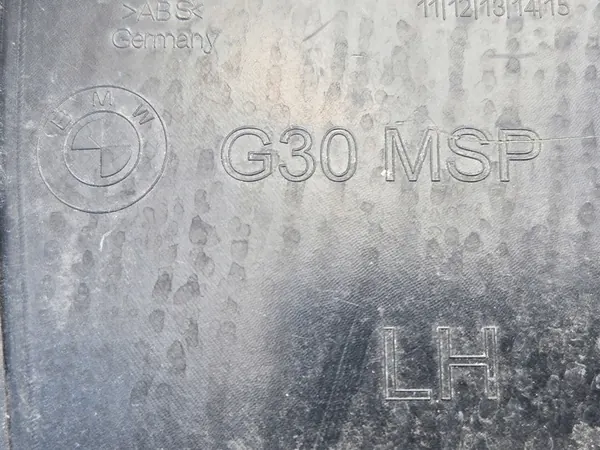 >ABS<
11|12|13|14|15
Germany
BMW
G30 MSP
LH